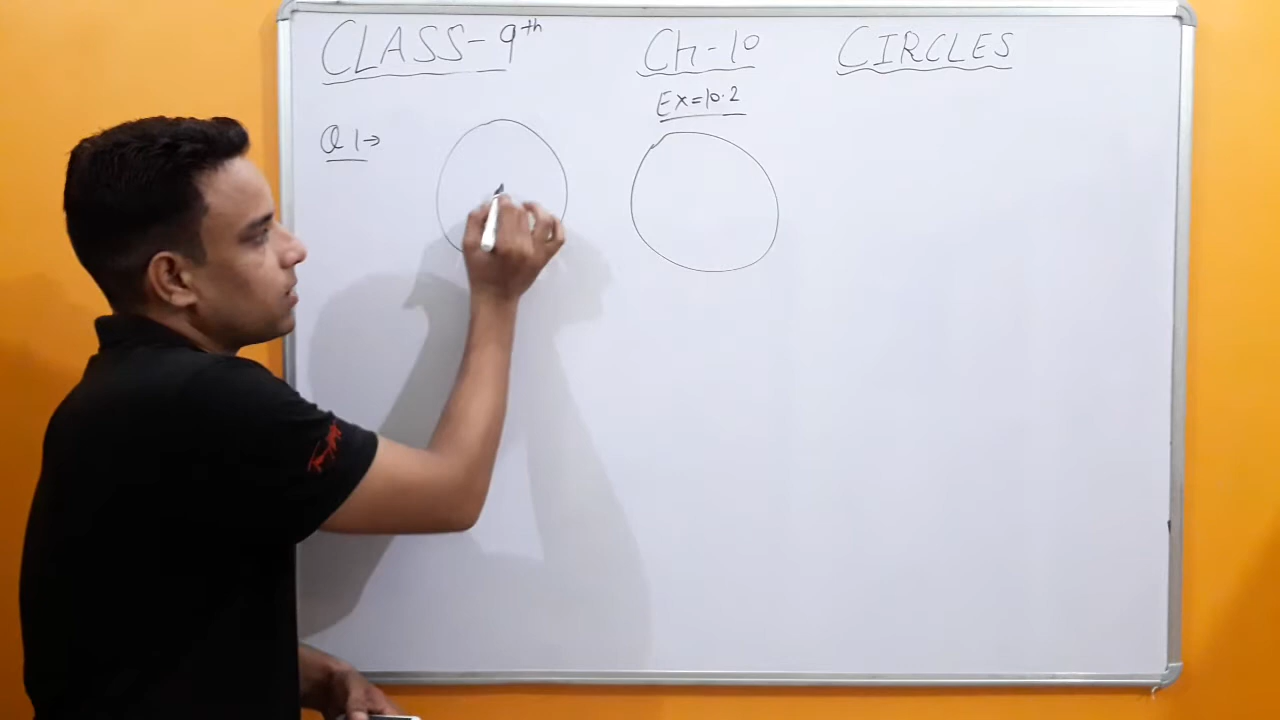 CLASS-9th Ch-10 CIRCLES
Ex=10.2
Q1→